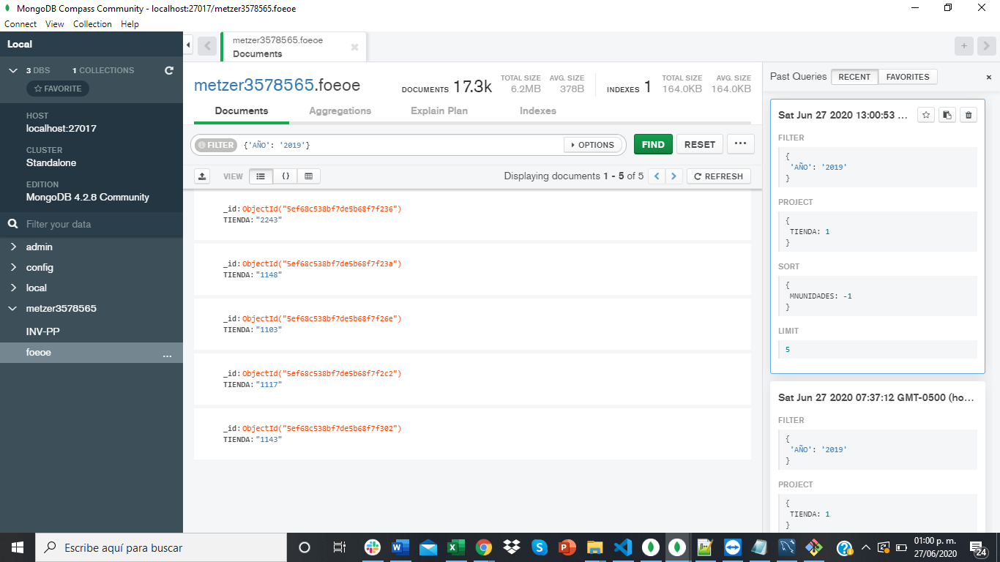 MongoDB Compass Community - localhost:27017/metzer3578565.foeoe
Connect View Collection Help
Local
3 DBS 1 COLLECTIONS
FAVORITE
HOST
localhost:27017
CLUSTER
Standalone
EDITION
MongoDB 4.2.8 Community
Filter your data
admin
config
local
metzer3578565
INV-PP
foeoe
...
metzer3578565.foeoe
Documents
metzer3578565.foeoe
DOCUMENTS 17.3k
TOTAL SIZE 6.2MB
AVG. SIZE 378B
INDEXES 1
TOTAL SIZE 164.0KB
AVG. SIZE 164.0KB
Documents Aggregations Explain Plan Indexes
FILTER {'AÑO': '2019'} OPTIONS FIND RESET ...
VIEW {} Displaying documents 1 - 5 of 5 REFRESH
_id: ObjectId("5ef68c538bf7de5b68f7f236")
TIENDA: "2243"
_id: ObjectId("5ef68c538bf7de5b68f7f23a")
TIENDA: "1148"
_id: ObjectId("5ef68c538bf7de5b68f7f26e")
TIENDA: "1103"
_id: ObjectId("5ef68c538bf7de5b68f7f2c2")
TIENDA: "1117"
_id: ObjectId("5ef68c538bf7de5b68f7f302")
TIENDA: "1143"
Past Queries RECENT FAVORITES
Sat Jun 27 2020 13:00:53 ...
FILTER
{
'AÑO': '2019'
}
PROJECT
{
TIENDA: 1
}
SORT
{
MNUNIDADES: -1
}
LIMIT
5
Sat Jun 27 2020 07:37:12 GMT-0500 (ho...
FILTER
{
'AÑO': '2019'
}
PROJECT
{
TIENDA: 1
}
Escribe aquí para buscar
01:00 p. m.
27/06/2020
24